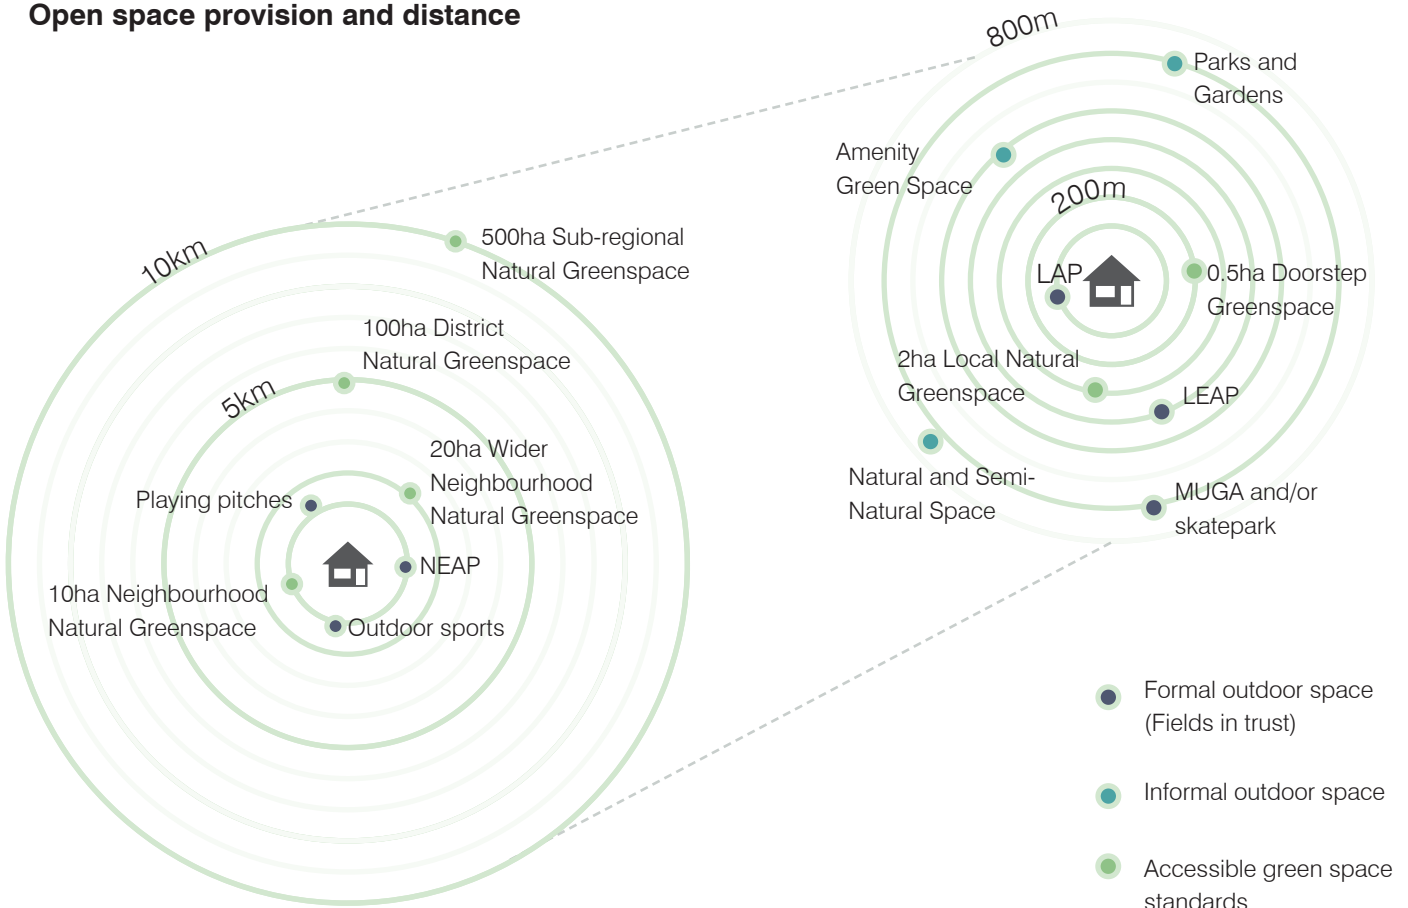 Open space provision and distance
800m
Parks and
Gardens
Amenity
Green Space
200m
LAP
0.5ha Doorstep
Greenspace
2ha Local Natural
Greenspace
LEAP
Natural and Semi-
Natural Space
MUGA and/or
skatepark
10km
500ha Sub-regional
Natural Greenspace
100ha District
Natural Greenspace
5km
20ha Wider
Neighbourhood
Natural Greenspace
Playing pitches
NEAP
10ha Neighbourhood
Natural Greenspace
Outdoor sports
Formal outdoor space
(Fields in trust)
Informal outdoor space
Accessible green space
standards